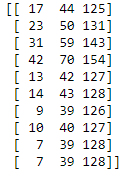 [[ 17 44 125]
[ 23 50 131]
[ 31 59 143]
[ 42 70 154]
[ 13 42 127]
[ 14 43 128]
[ 9 39 126]
[ 10 40 127]
[ 7 39 128]
[ 7 39 128]]